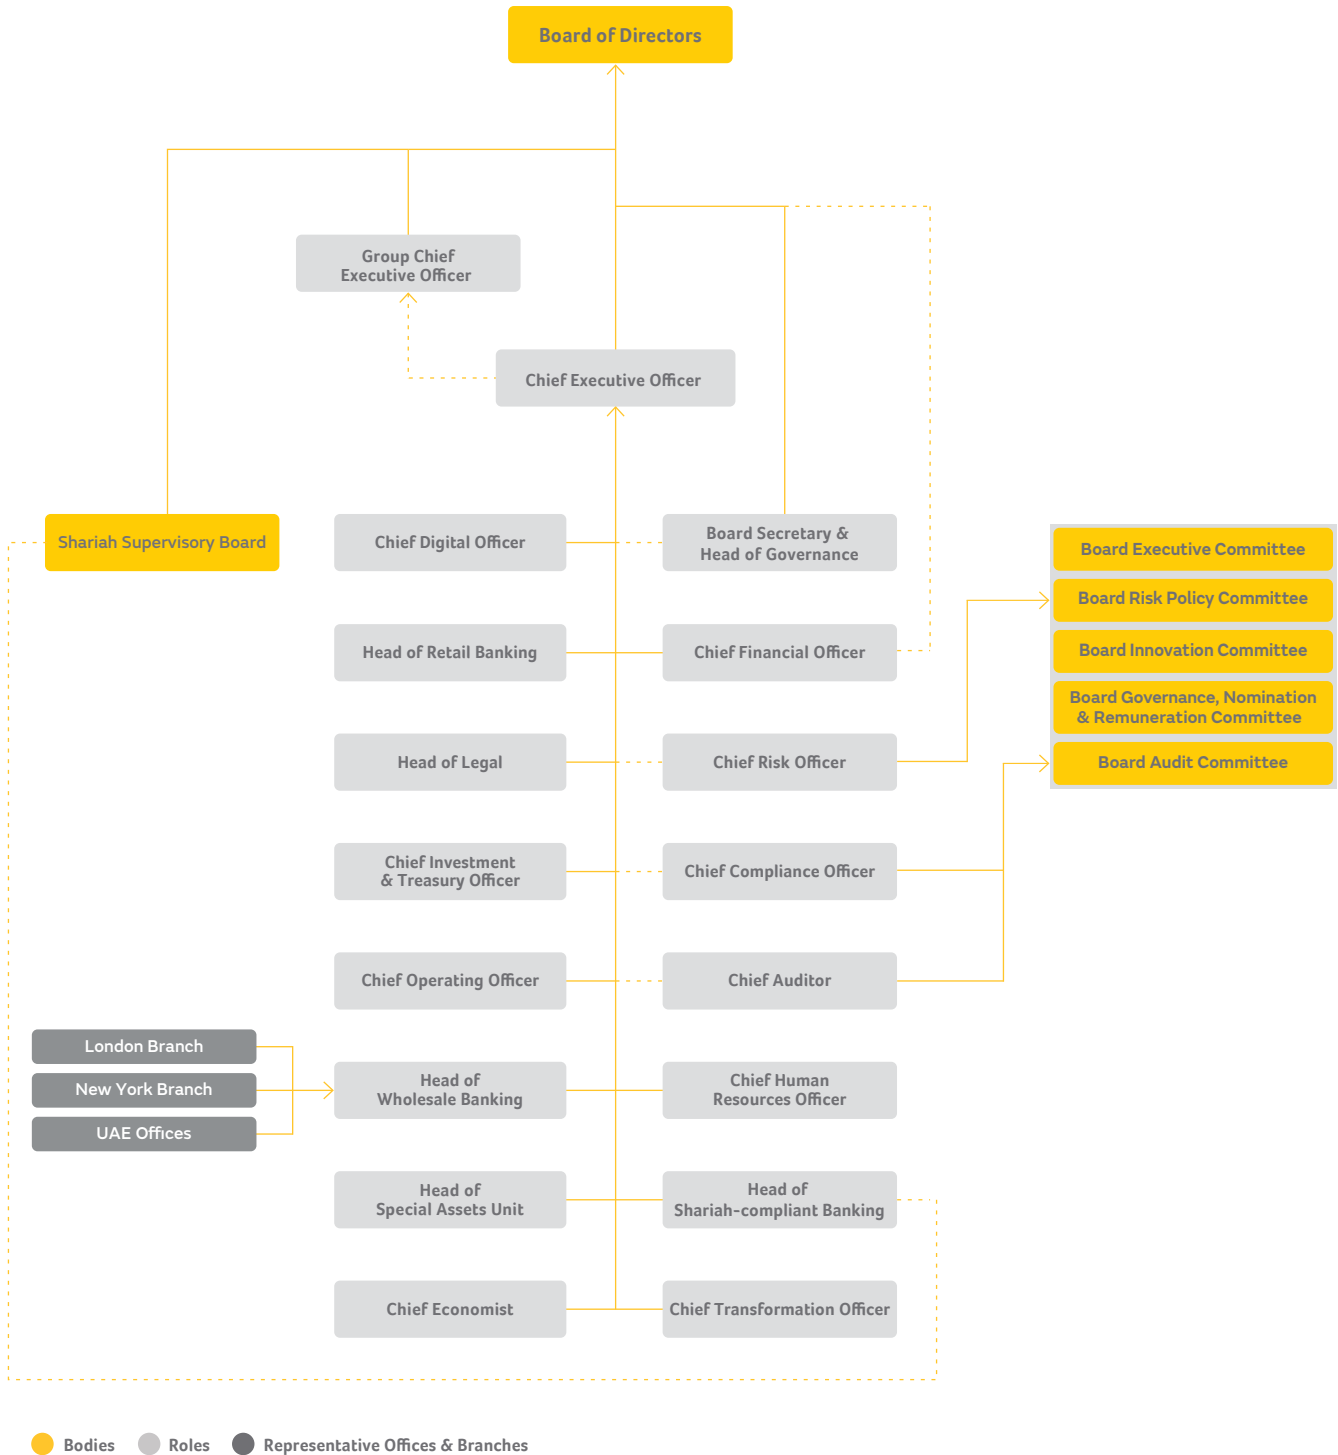 Board of Directors
Group Chief
Executive Officer
Chief Executive Officer
Shariah Supervisory Board
Chief Digital Officer
Board Secretary &
Head of Governance
Board Executive Committee
Board Risk Policy Committee
Board Innovation Committee
Board Governance, Nomination
& Remuneration Committee
Board Audit Committee
Head of Retail Banking
Chief Financial Officer
Head of Legal
Chief Risk Officer
Chief Investment
& Treasury Officer
Chief Compliance Officer
Chief Operating Officer
Chief Auditor
London Branch
New York Branch
UAE Offices
Head of
Wholesale Banking
Chief Human
Resources Officer
Head of
Special Assets Unit
Head of
Shariah-compliant Banking
Chief Economist
Chief Transformation Officer
Bodies
Roles
Representative Offices & Branches